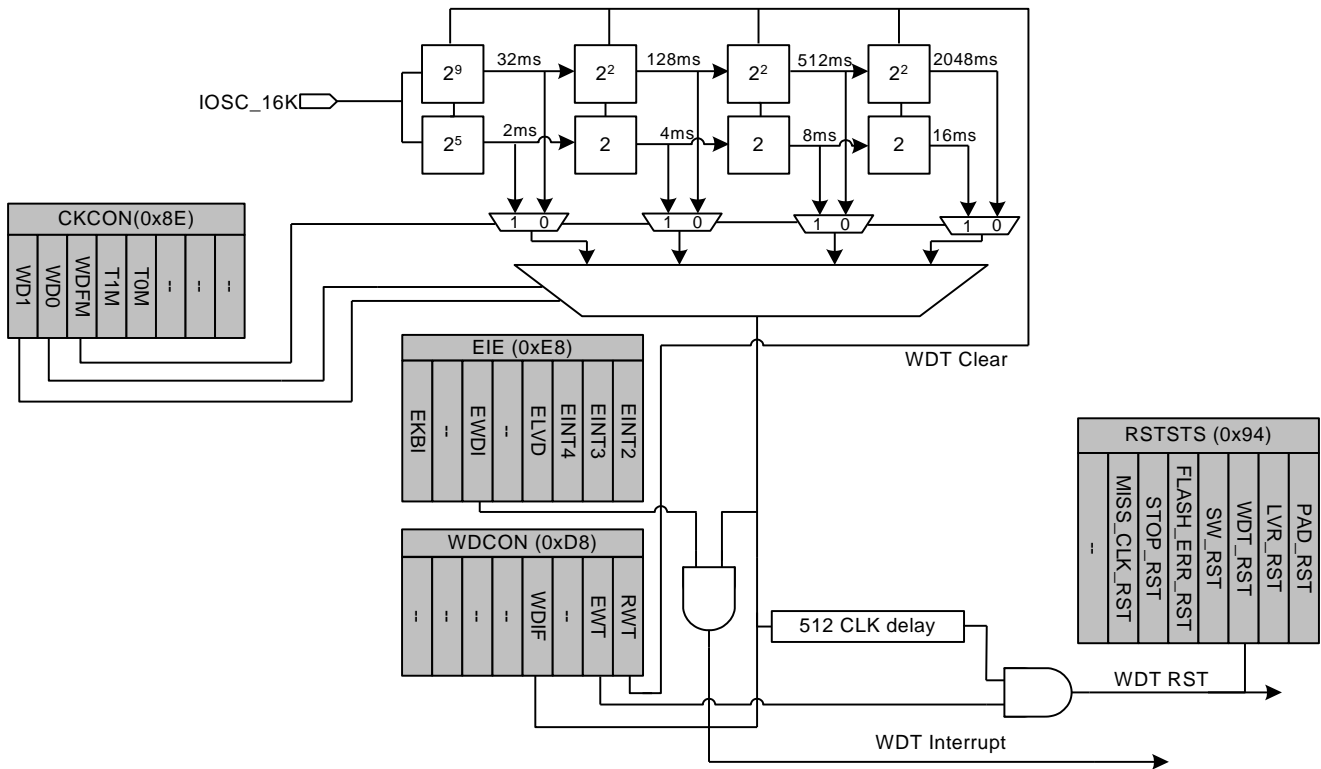 2⁹
32ms
2²
128ms
2²
512ms
2²
2048ms
IOSC_16K
2⁵
2ms
2
4ms
2
8ms
2
16ms
1 0
1 0
1 0
1 0
CKCON(0x8E)
WD1
WD0
WDFM
T1M
T0M
--
--
--
WDT Clear
EIE (0xE8)
EKBI
--
EWDI
--
ELVD
EINT4
EINT3
EINT2
RSTSTS (0x94)
--
MISS_CLK_RST
STOP_RST
FLASH_ERR_RST
SW_RST
WDT_RST
LVR_RST
PAD_RST
WDCON (0xD8)
--
--
--
--
WDIF
--
EWT
RWT
512 CLK delay
WDT RST
WDT Interrupt